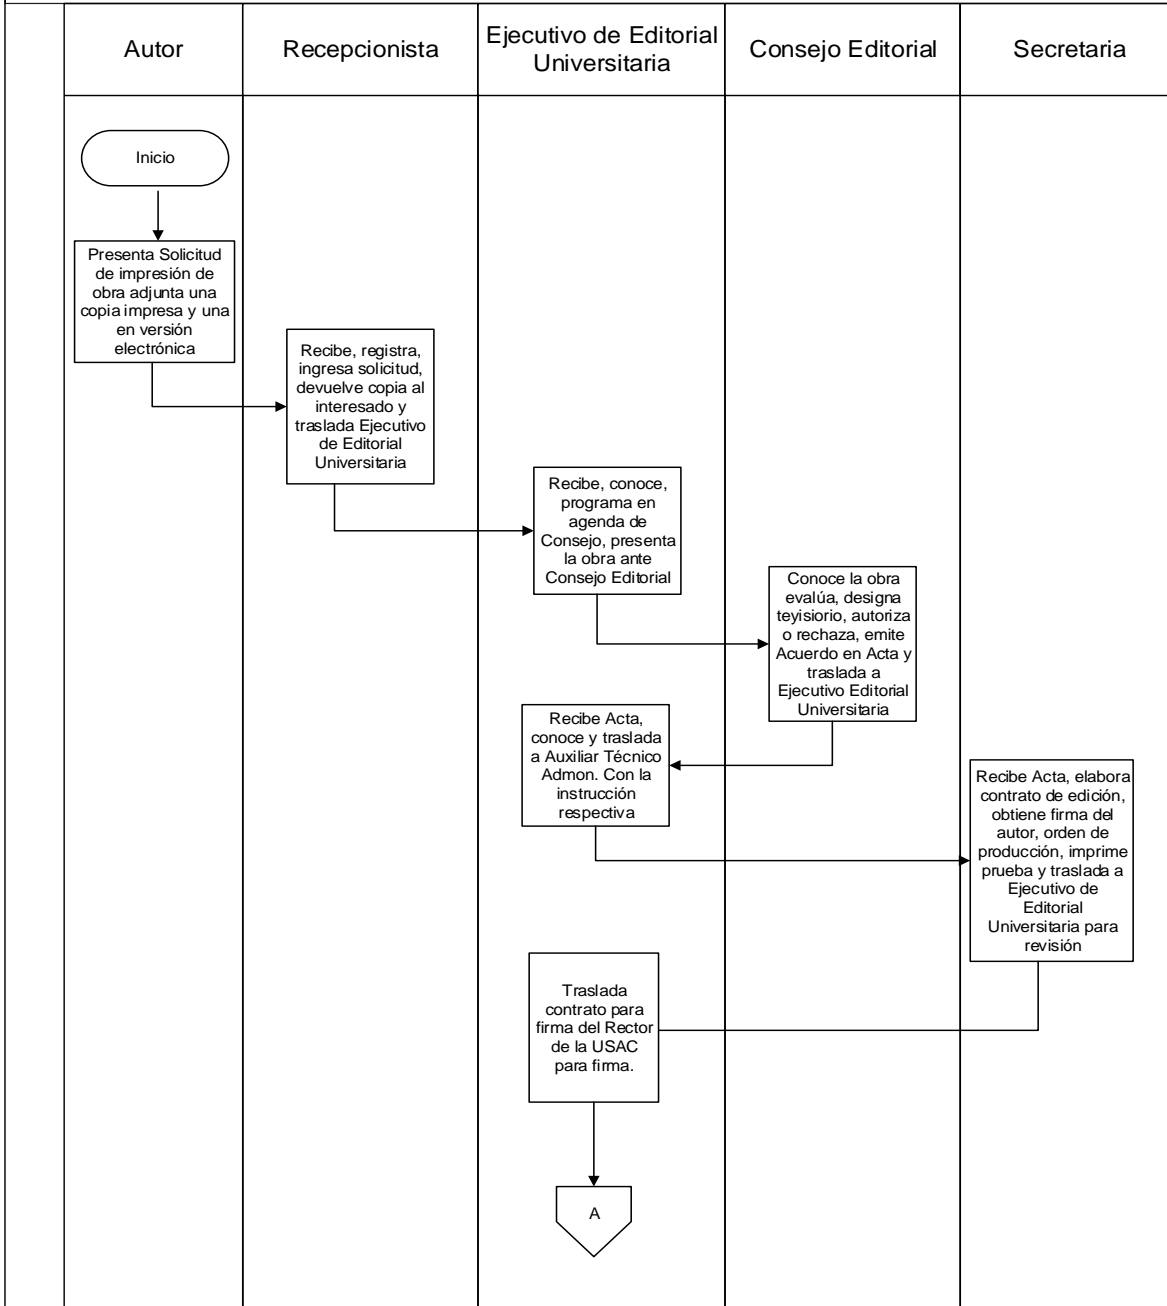 Autor
Recepcionista
Ejecutivo de Editorial
Universitaria
Consejo Editorial
Secretaria
Inicio
Presenta Solicitud
de impresión de
obra adjunta una
copia impresa y una
en versión
electrónica
Recibe, registra,
ingresa solicitud,
devuelve copia al
interesado y
traslada Ejecutivo
de Editorial
Universitaria
Recibe, conoce,
programa en
agenda de
Consejo, presenta
la obra ante
Consejo Editorial
Conoce la obra
evalúa, designa
teyisiorio, autoriza
o rechaza, emite
Acuerdo en Acta y
traslada a
Ejecutivo Editorial
Universitaria
Recibe Acta,
conoce y traslada
a Auxiliar Técnico
Admon. Con la
instrucción
respectiva
Recibe Acta, elabora
contrato de edición,
obtiene firma del
autor, orden de
producción, imprime
prueba y traslada a
Ejecutivo de
Editorial
Universitaria para
revisión
Traslada
contrato para
firma del Rector
de la USAC
para firma.
A